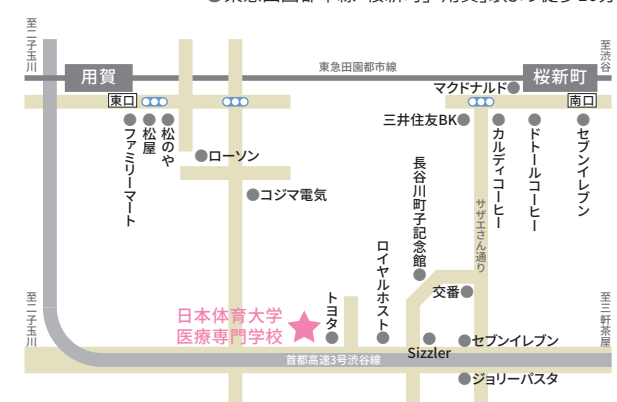 至二子玉川
用賀
東急田園都市線
桜新町
至渋谷
マクドナルド
東口
南口
ファミリーマート
松屋
松のや
三井住友BK
カルディコーヒー
ドトールコーヒー
セブンイレブン
ローソン
コジマ電気
長谷川町子記念館
サザエさん通り
ロイヤルホスト
交番
至二子玉川
日本体育大学
医療専門学校
トヨタ
Sizzler
セブンイレブン
至三軒茶屋
首都高速3号渋谷線
ジョリーパスタ